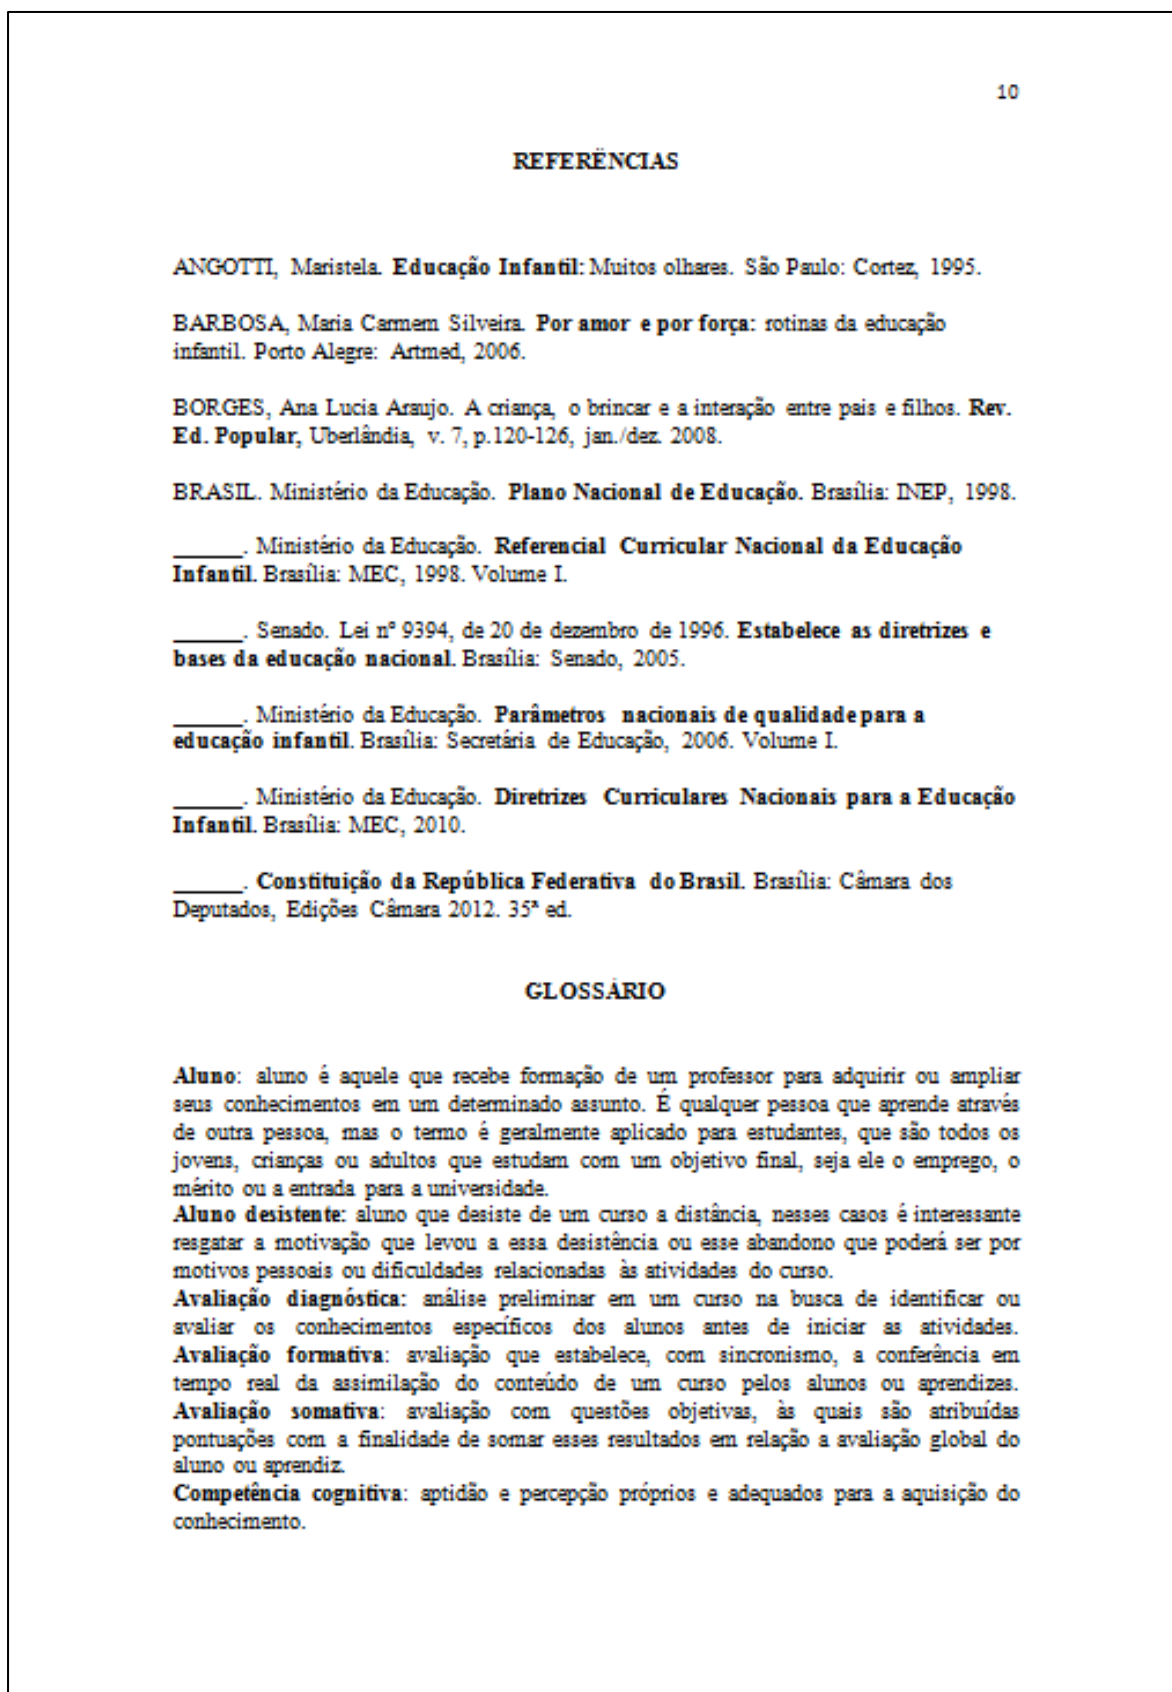 10
REFERÊNCIAS
ANGOTTI, Maristela. Educação Infantil: Muitos olhares. São Paulo: Cortez, 1995.
BARBOSA, Maria Carmem Silveira. Por amor e por força: rotinas da educação
infantil. Porto Alegre: Artmed, 2006.
BORGES, Ana Lucia Araujo. A criança, o brincar e a interação entre pais e filhos. Rev.
Ed. Popular, Uberlândia, v. 7, p.120-126, jan./dez. 2008.
BRASIL. Ministério da Educação. Plano Nacional de Educação. Brasília: INEP, 1998.
______. Ministério da Educação. Referencial Curricular Nacional da Educação
Infantil. Brasília: MEC, 1998. Volume I.
______. Senado. Lei nº 9394, de 20 de dezembro de 1996. Estabelece as diretrizes e
bases da educação nacional. Brasília: Senado, 2005.
______. Ministério da Educação. Parâmetros nacionais de qualidade para a
educação infantil. Brasília: Secretária de Educação, 2006. Volume I.
______. Ministério da Educação. Diretrizes Curriculares Nacionais para a Educação
Infantil. Brasília: MEC, 2010.
______. Constituição da República Federativa do Brasil. Brasília: Câmara dos
Deputados, Edições Câmara 2012. 35ª ed.
GLOSSÁRIO
Aluno: aluno é aquele que recebe formação de um professor para adquirir ou ampliar
seus conhecimentos em um determinado assunto. É qualquer pessoa que aprende através
de outra pessoa, mas o termo é geralmente aplicado para estudantes, que são todos os
jovens, crianças ou adultos que estudam com um objetivo final, seja ele o emprego, o
mérito ou a entrada para a universidade.
Aluno desistente: aluno que desiste de um curso a distância, nesses casos é interessante
resgatar a motivação que levou a essa desistência ou esse abandono que poderá ser por
motivos pessoais ou dificuldades relacionadas às atividades do curso.
Avaliação diagnóstica: análise preliminar em um curso na busca de identificar ou
avaliar os conhecimentos específicos dos alunos antes de iniciar as atividades.
Avaliação formativa: avaliação que estabelece, com sincronismo, a conferência em
tempo real da assimilação do conteúdo de um curso pelos alunos ou aprendizes.
Avaliação somativa: avaliação com questões objetivas, às quais são atribuídas
pontuações com a finalidade de somar esses resultados em relação a avaliação global do
aluno ou aprendiz.
Competência cognitiva: aptidão e percepção próprios e adequados para a aquisição do
conhecimento.